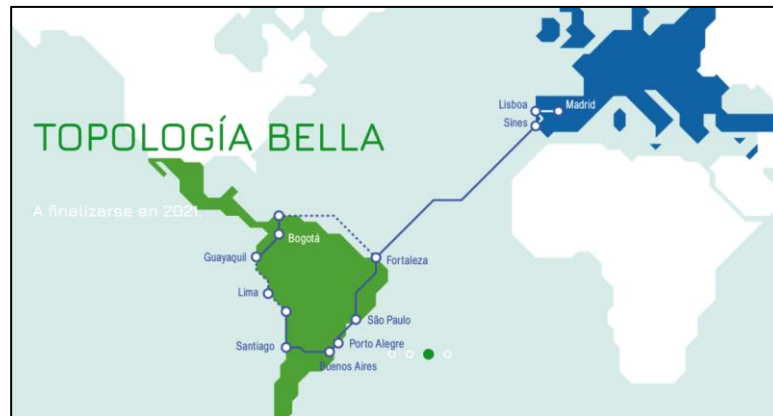 Lisboa
Madrid
Sines
TOPOLOGÍA BELLA
A finalizarse en 2021.
Bogotá
Guayaquil
Fortaleza
Lima
São Paulo
Santiago
Porto Alegre
Buenos Aires